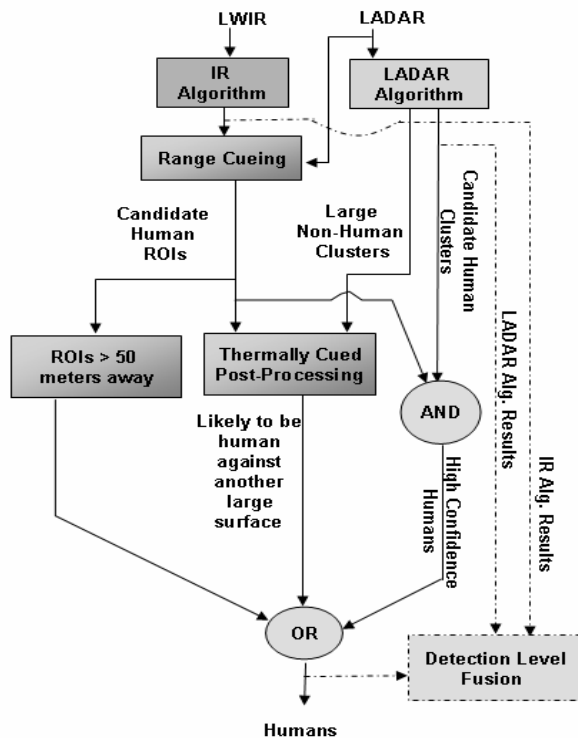 LWIR
LADAR
IR
Algorithm
LADAR
Algorithm
Range Cueing
Candidate
Human
ROIs
Large
Non-Human
Clusters
Candidate Human
Clusters
LADAR Alg. Results
IR Alg. Results
ROIs > 50
meters away
Thermally Cued
Post-Processing
AND
Likely to be
human
against
another
large
surface
High Confidence
Humans
OR
Detection Level
Fusion
Humans